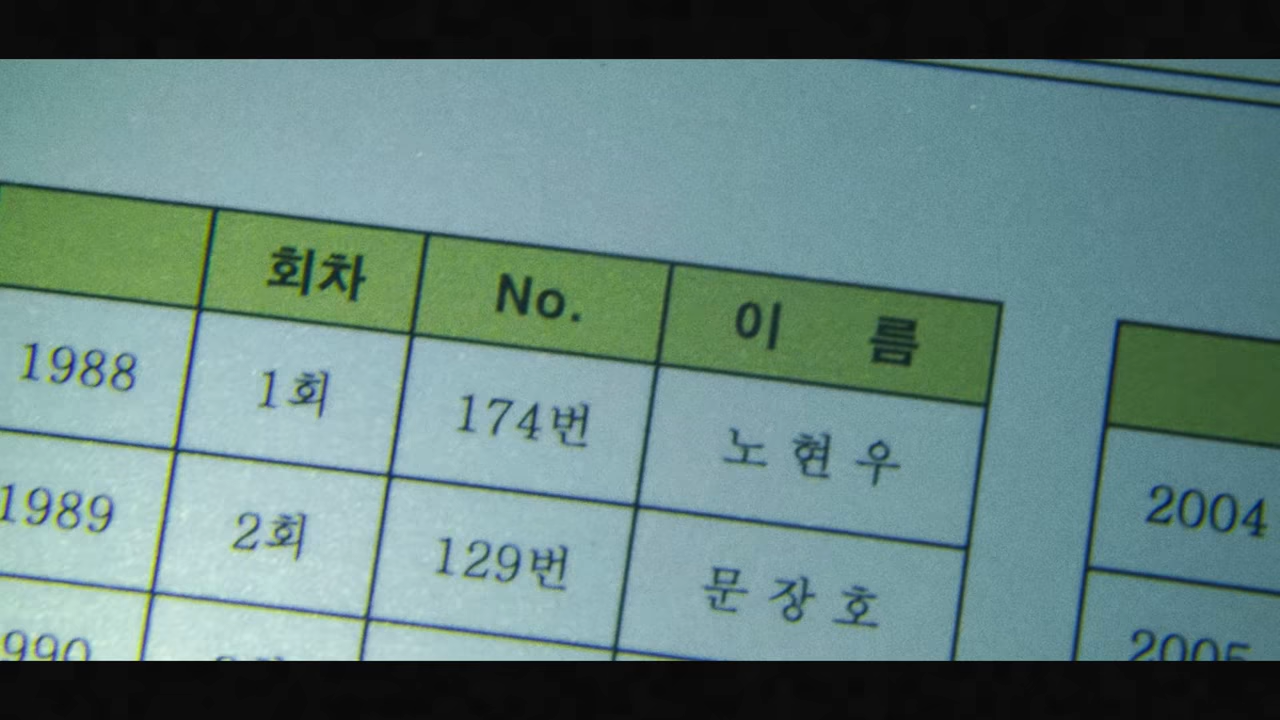 회차 No. 이 름
1988 1회 174번 노 현 우
1989 2회 129번 문 장 호
2004
2005